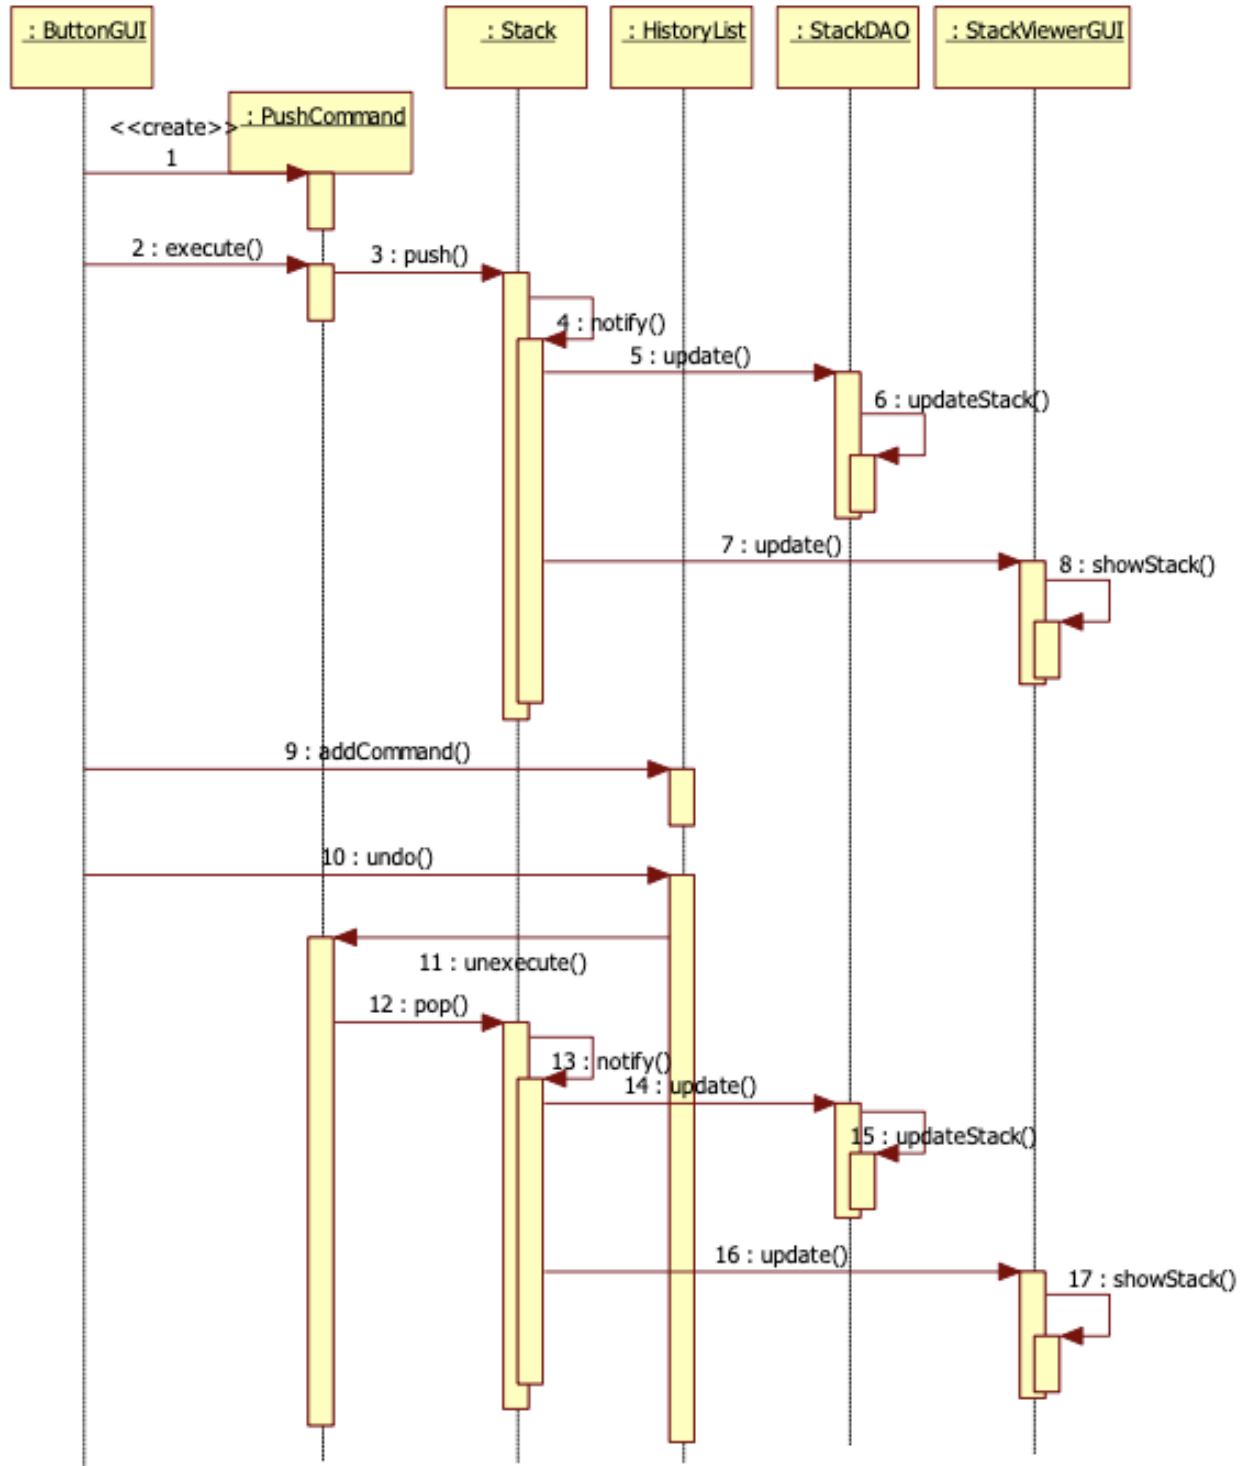 : ButtonGUI
: Stack
: HistoryList
: StackDAO
: StackViewerGUI
: PushCommand
<<create>>
1
2 : execute()
3 : push()
4 : notify()
5 : update()
6 : updateStack()
7 : update()
8 : showStack()
9 : addCommand()
10 : undo()
11 : unexecute()
12 : pop()
13 : notify()
14 : update()
15 : updateStack()
16 : update()
17 : showStack()